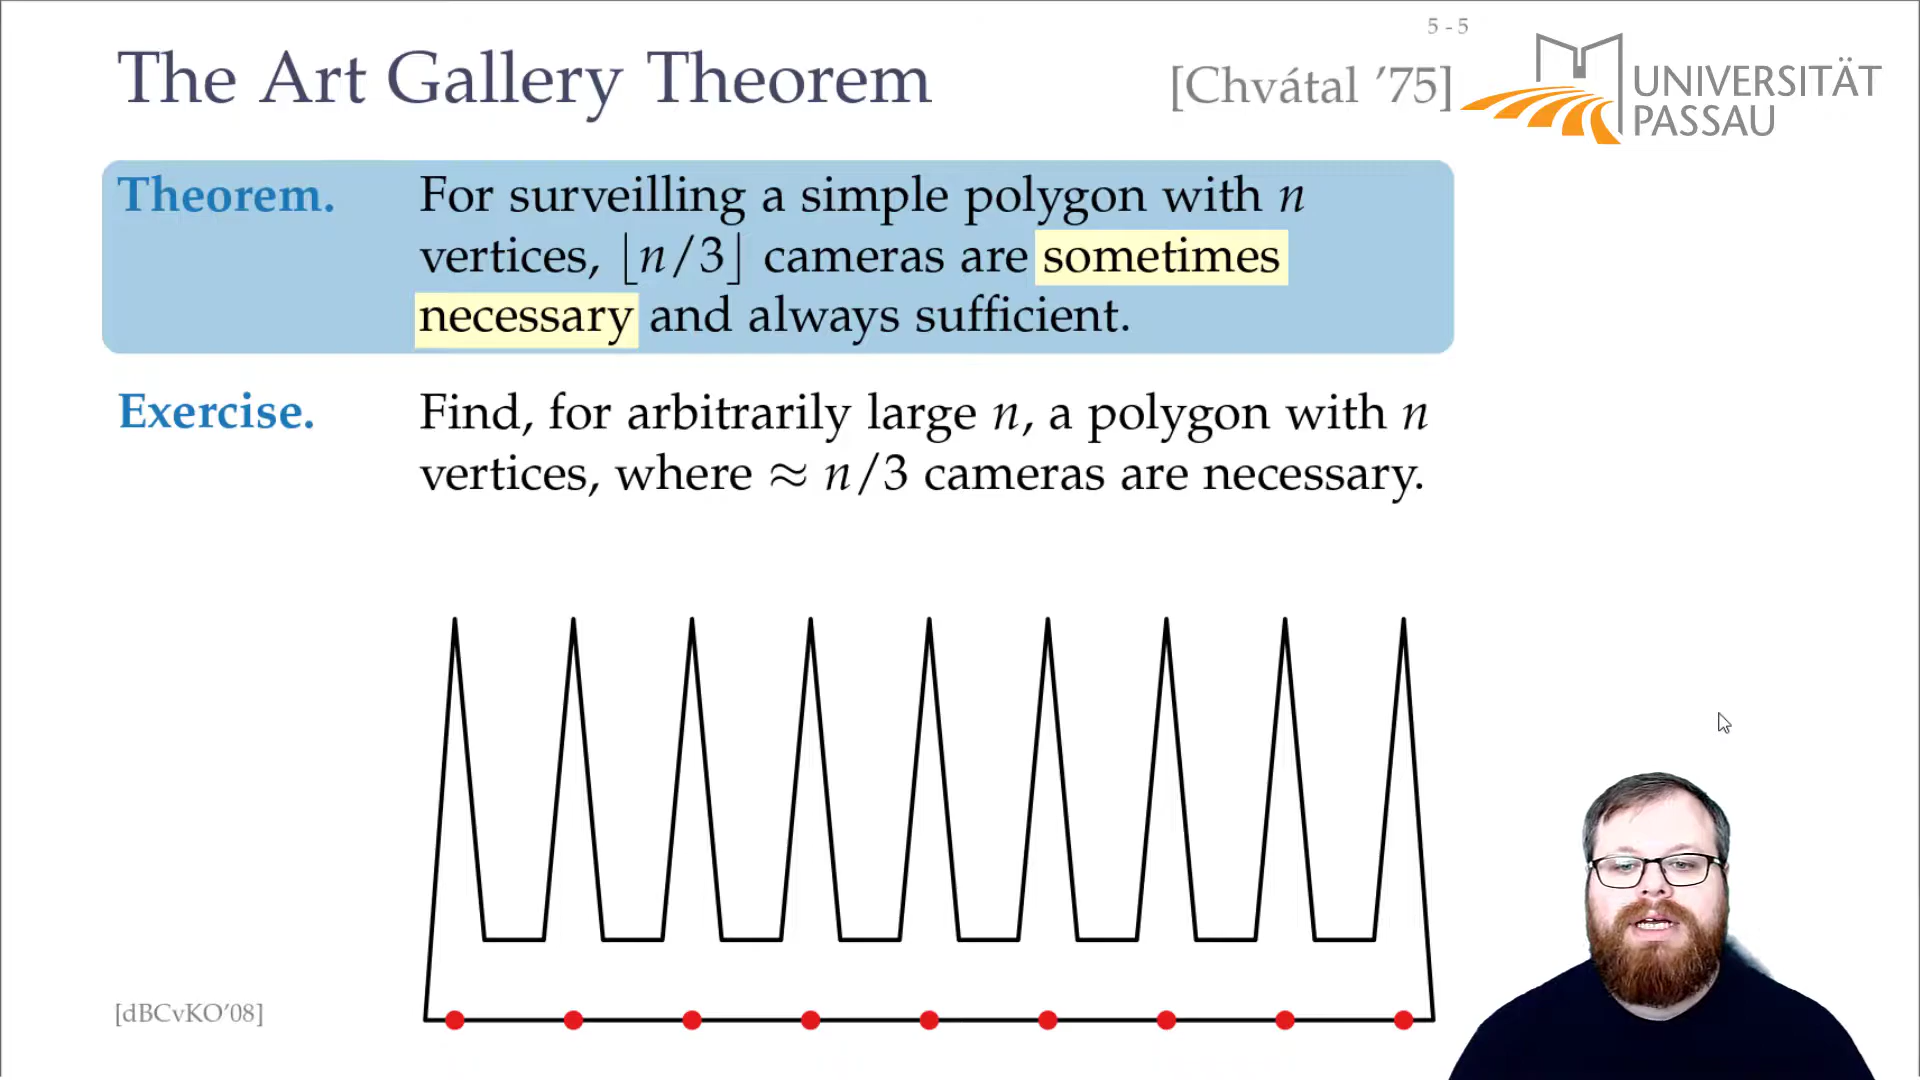 5 - 5
The Art Gallery Theorem [Chvátal ’75]
UNIVERSITÄT
PASSAU
Theorem. For surveilling a simple polygon with n
vertices, ⌊n/3⌋ cameras are sometimes
necessary and always sufficient.
Exercise. Find, for arbitrarily large n, a polygon with n
vertices, where ≈ n/3 cameras are necessary.
[dBCvKO’08]